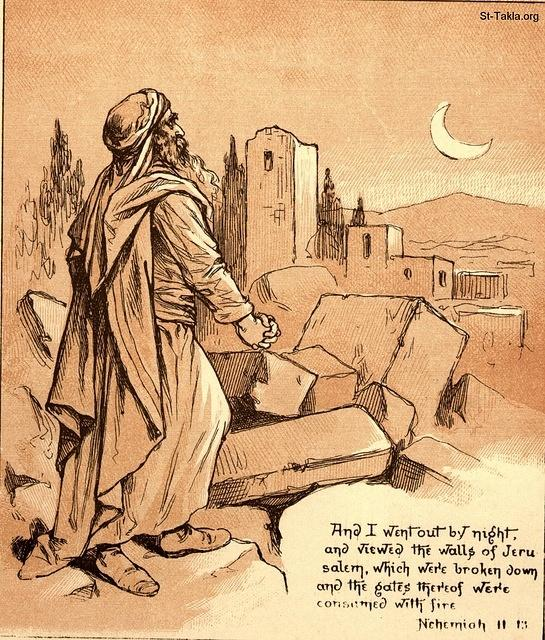 St-Takla.org
And I went out by night,
and viewed the walls of Jeru
salem, which were broken down
and the gates thereof were
consumed with fire
Nehemiah II 13